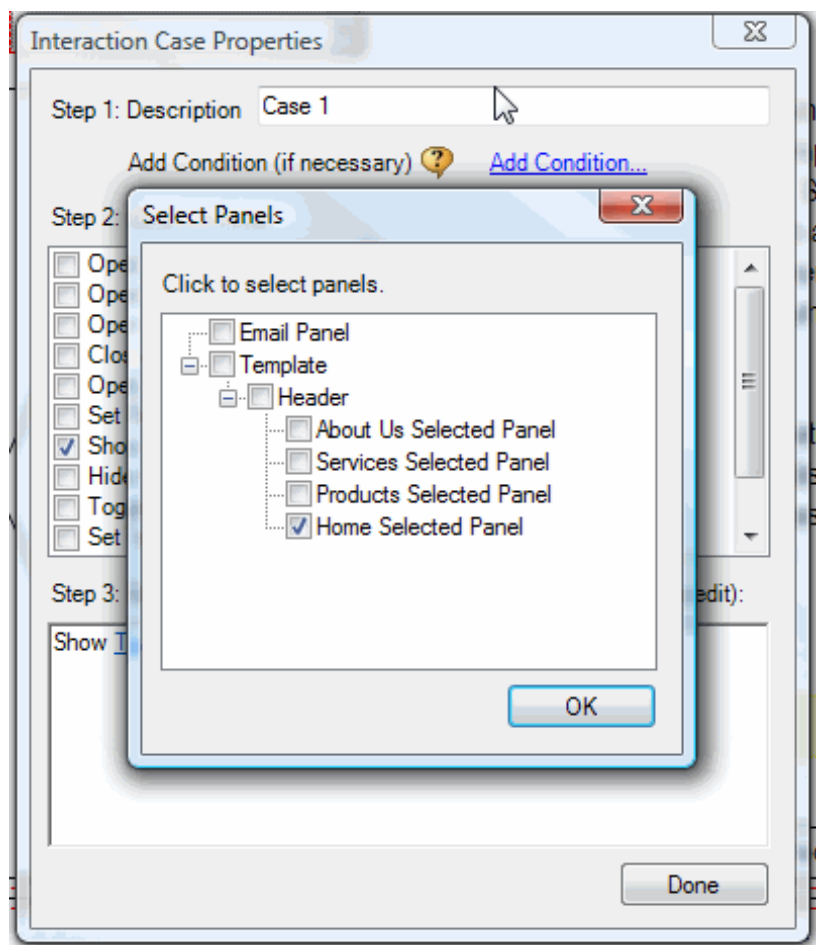 Interaction Case Properties
Step 1: Description Case 1
Add Condition (if necessary) Add Condition...
Step 2:
Select Panels
Click to select panels.
Email Panel
Template
Header
About Us Selected Panel
Services Selected Panel
Products Selected Panel
Home Selected Panel
OK
Set
Set
Step 3: edit):
Show
Done